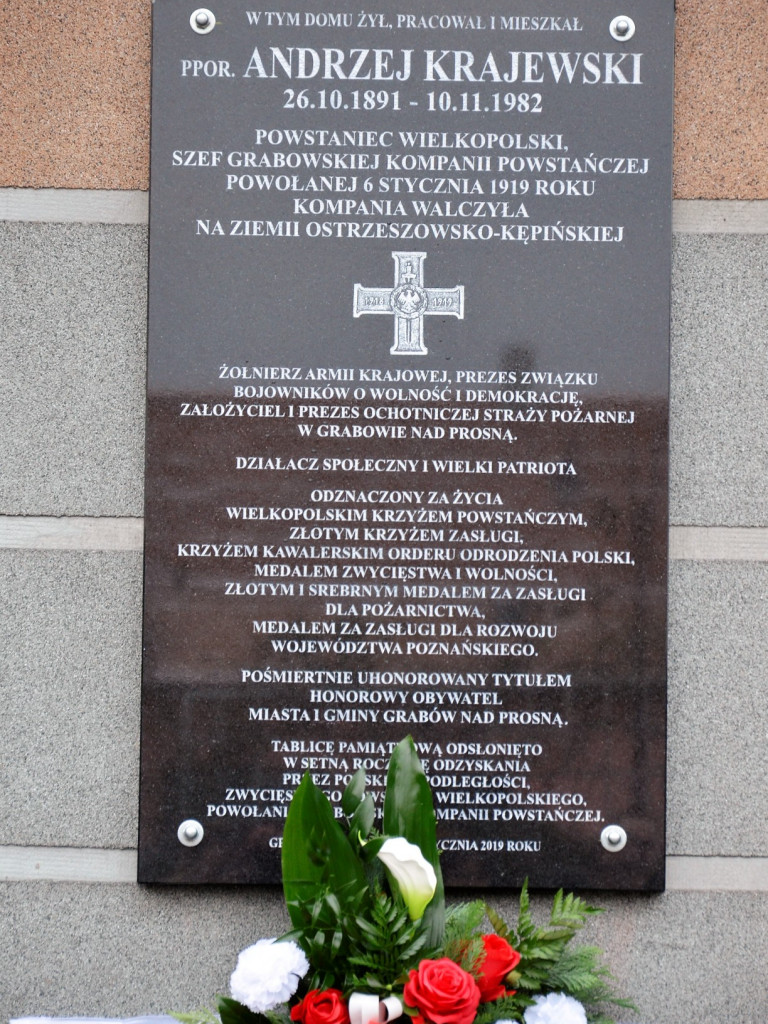 W TYM DOMU ŻYŁ, PRACOWAŁ I MIESZKAŁ
PPOR. ANDRZEJ KRAJEWSKI
26.10.1891 - 10.11.1982
POWSTANIEC WIELKOPOLSKI,
SZEF GRABOWSKIEJ KOMPANII POWSTAŃCZEJ
POWOŁANEJ 6 STYCZNIA 1919 ROKU
KOMPANIA WALCZYŁA
NA ZIEMII OSTRZESZOWSKO-KĘPIŃSKIEJ
1918 1919
ŻOŁNIERZ ARMII KRAJOWEJ, PREZES ZWIĄZKU
BOJOWNIKÓW O WOLNOŚĆ I DEMOKRACJĘ,
ZAŁOŻYCIEL I PREZES OCHOTNICZEJ STRAŻY POŻARNEJ
W GRABOWIE NAD PROSNĄ.
DZIAŁACZ SPOŁECZNY I WIELKI PATRIOTA
ODZNACZONY ZA ŻYCIA
WIELKOPOLSKIM KRZYŻEM POWSTAŃCZYM,
ZŁOTYM KRZYŻEM ZASŁUGI,
KRZYŻEM KAWALERSKIM ORDERU ODRODZENIA POLSKI,
MEDALEM ZWYCIĘSTWA I WOLNOŚCI,
ZŁOTYM I SREBRNYM MEDALEM ZA ZASŁUGI
DLA POŻARNICTWA,
MEDALEM ZA ZASŁUGI DLA ROZWOJU
WOJEWÓDZTWA POZNAŃSKIEGO.
POŚMIERTNIE UHONOROWANY TYTUŁEM
HONOROWY OBYWATEL
MIASTA I GMINY GRABÓW NAD PROSNĄ.
TABLICĘ PAMIĄTKOWĄ ODSŁONIĘTO
W SETNĄ ROCZNICĘ ODZYSKANIA
PRZEZ
WIELKOPOLSKIEGO,
KOMPANII POWSTAŃCZEJ.
2019 ROKU